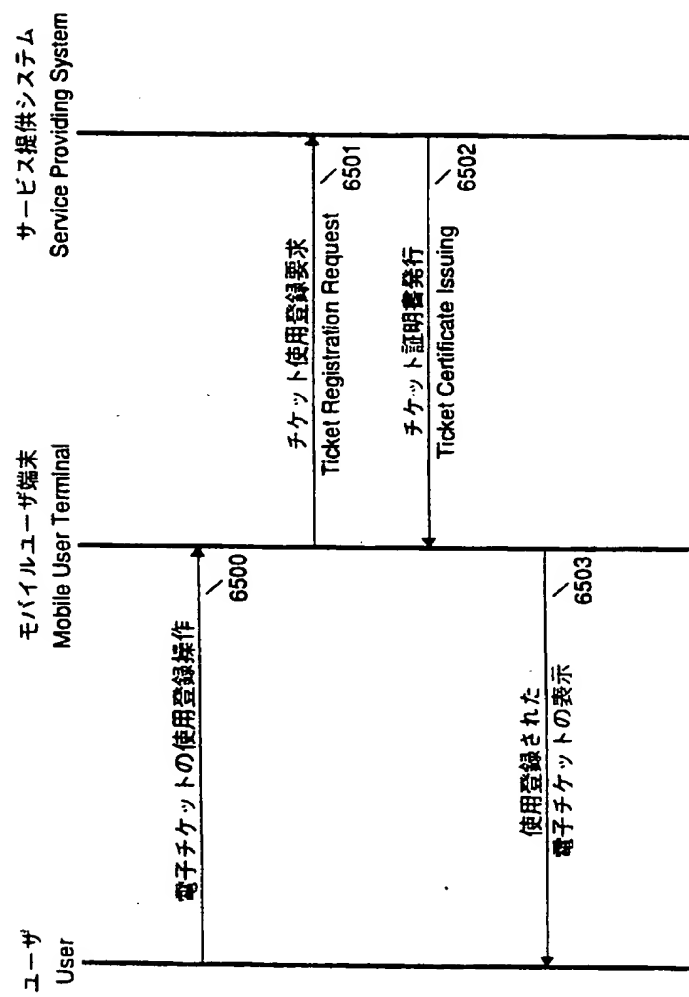 ユーザ
User
モバイルユーザ端末
Mobile User Terminal
サービス提供システム
Service Providing System
電子チケットの使用登録操作
6500
チケット使用登録要求
Ticket Registration Request
6501
チケット証明書発行
Ticket Certificate Issuing
6502
使用登録された
電子チケットの表示
6503